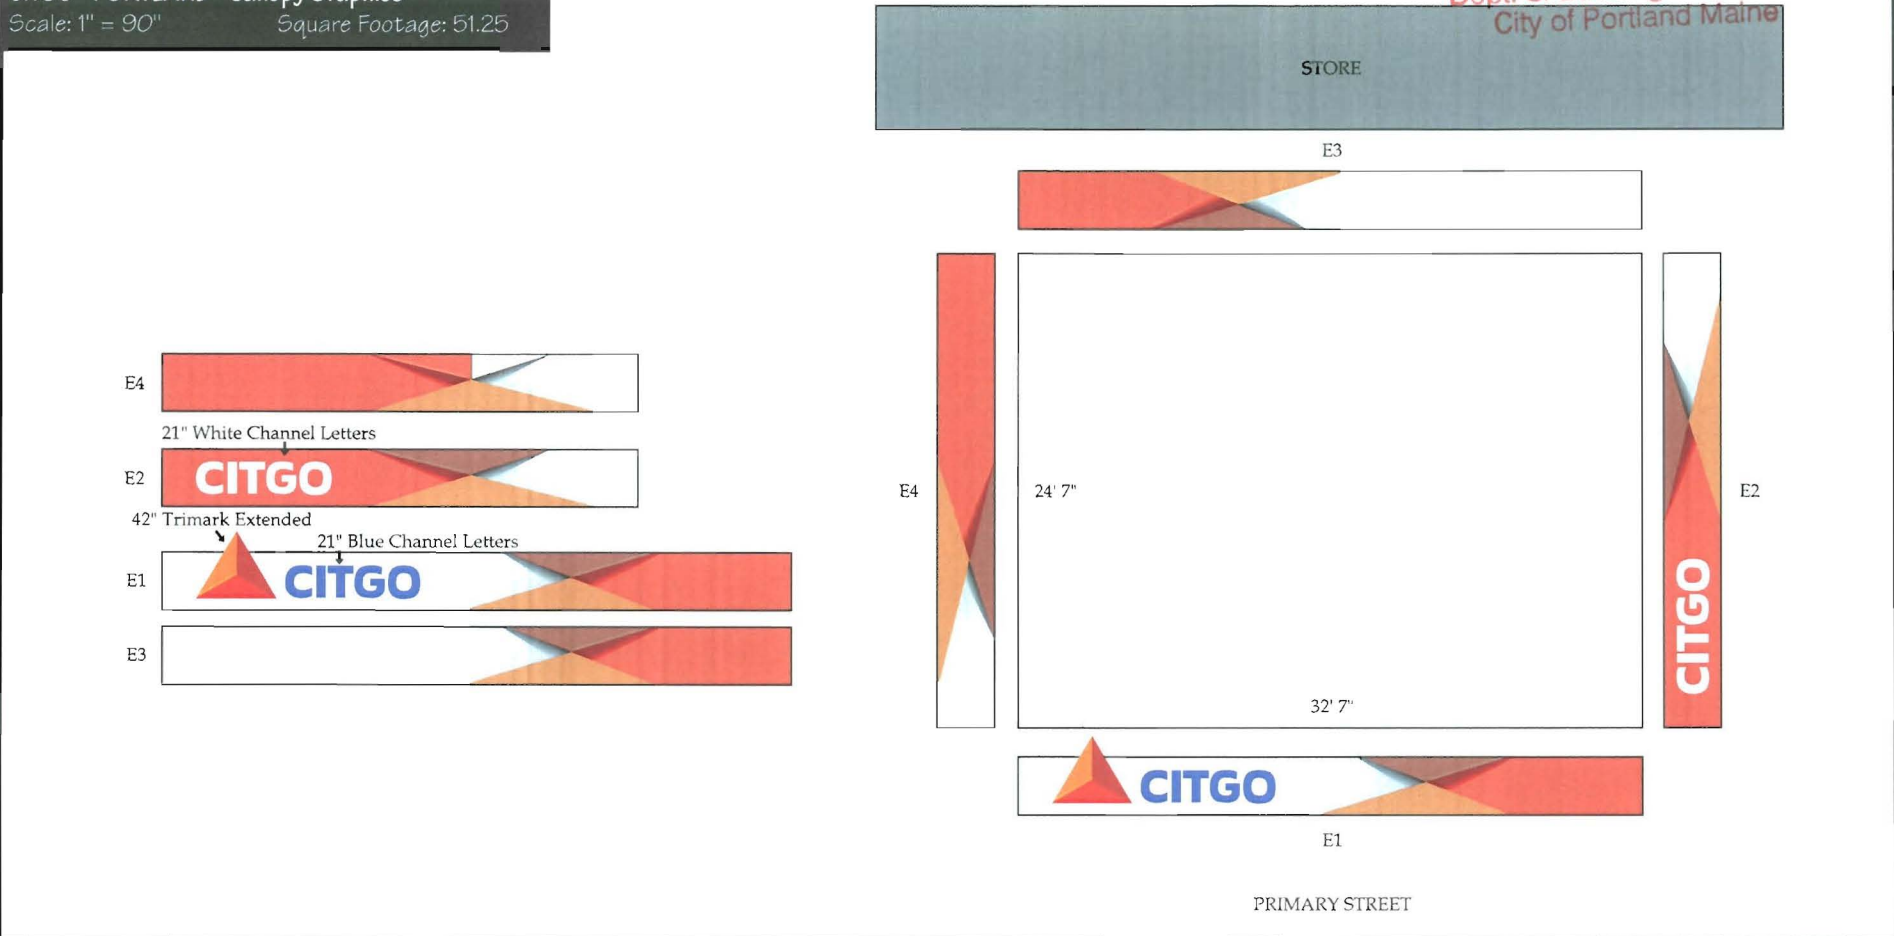 Canopy Graphics
Scale: 1" = 90" Square Footage: 51.25
City of Portland Maine
STORE
E3
E4
21" White Channel Letters
E2
CITGO
42" Trimark Extended
21" Blue Channel Letters
E1
CITGO
E3
E4
24' 7"
E2
CITGO
32' 7"
CITGO
E1
PRIMARY STREET